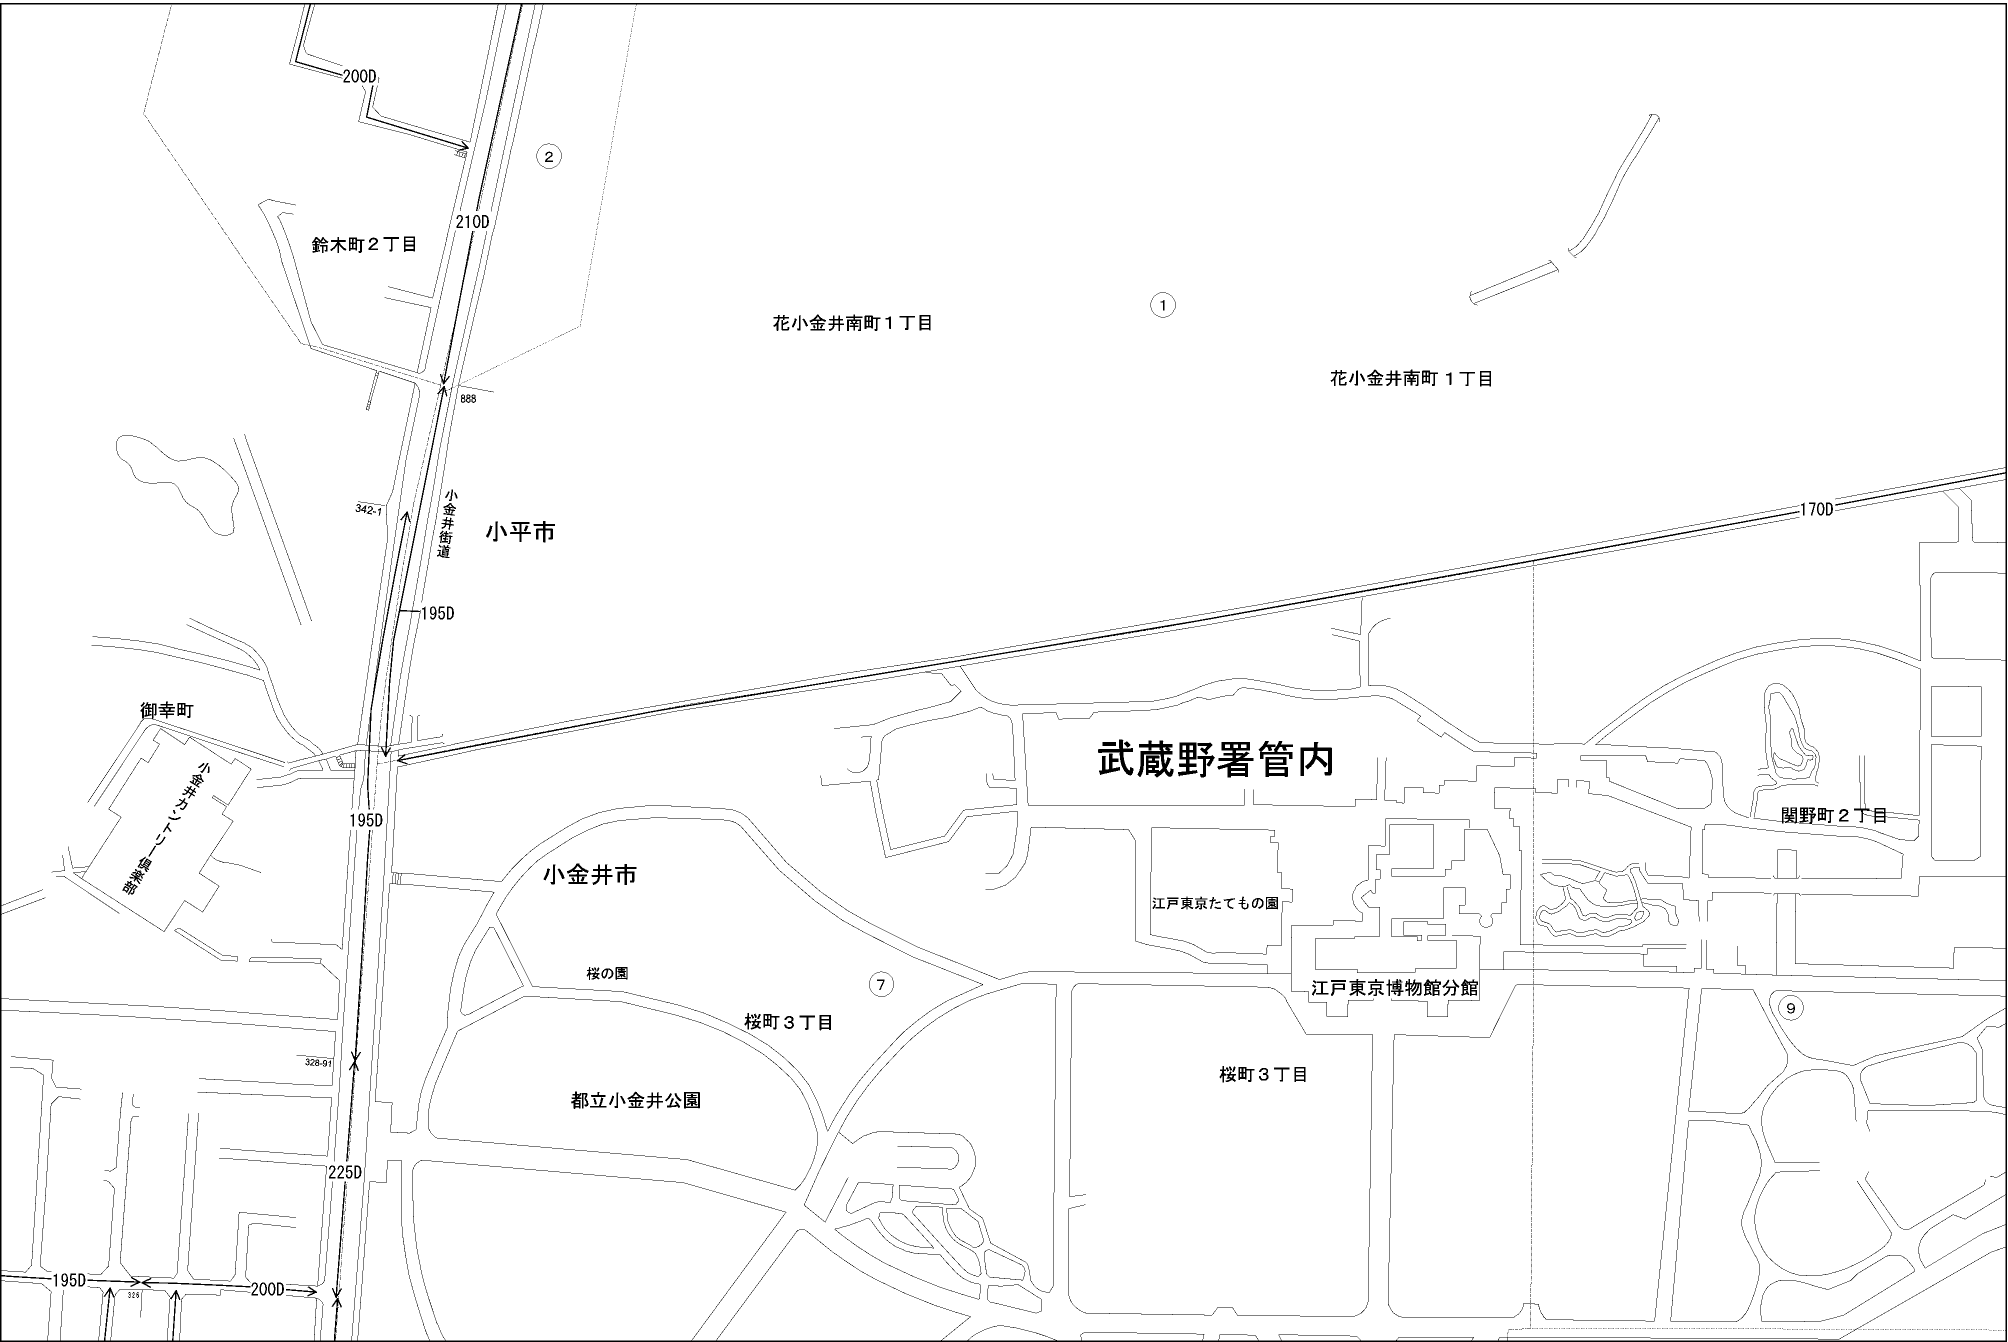 200D
②
210D
鈴木町２丁目
①
花小金井南町１丁目
花小金井南町１丁目
888
342-1
小金井街道
小平市
170D
195D
御幸町
武蔵野署管内
小金井カントリー倶楽部
195D
関野町２丁目
小金井市
江戸東京たてもの園
桜の園
⑦
江戸東京博物館分館
桜町３丁目
⑨
328-91
桜町３丁目
都立小金井公園
225D
195D
200D
326